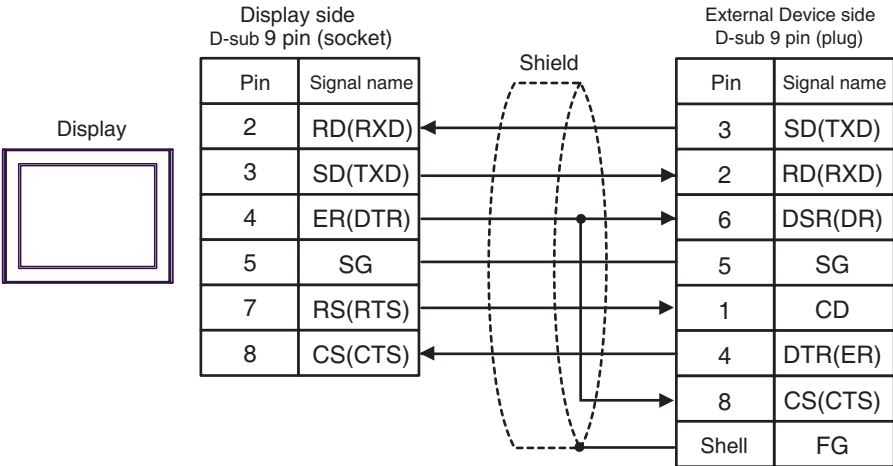 Display side
D-sub 9 pin (socket)
External Device side
D-sub 9 pin (plug)
Shield
Display
Pin Signal name
2 RD(RXD)
3 SD(TXD)
4 ER(DTR)
5 SG
7 RS(RTS)
8 CS(CTS)
Pin Signal name
3 SD(TXD)
2 RD(RXD)
6 DSR(DR)
5 SG
1 CD
4 DTR(ER)
8 CS(CTS)
Shell FG